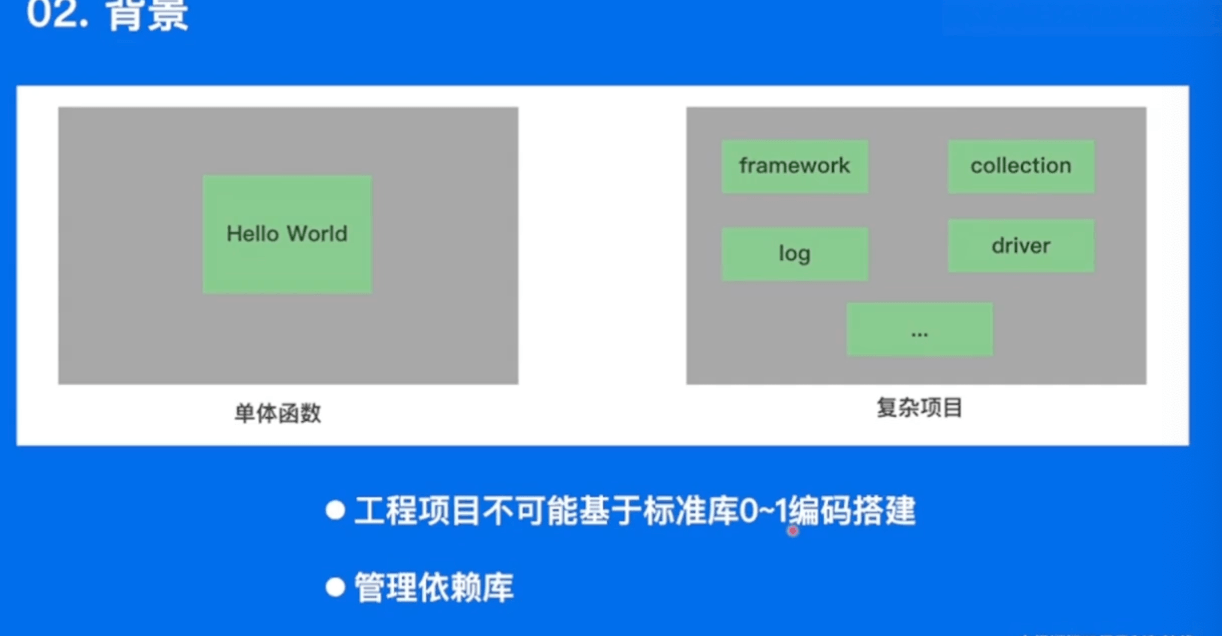 02. 背景
Hello World
单体函数
framework
collection
log
driver
...
复杂项目
工程项目不可能基于标准库0~1编码搭建
管理依赖库